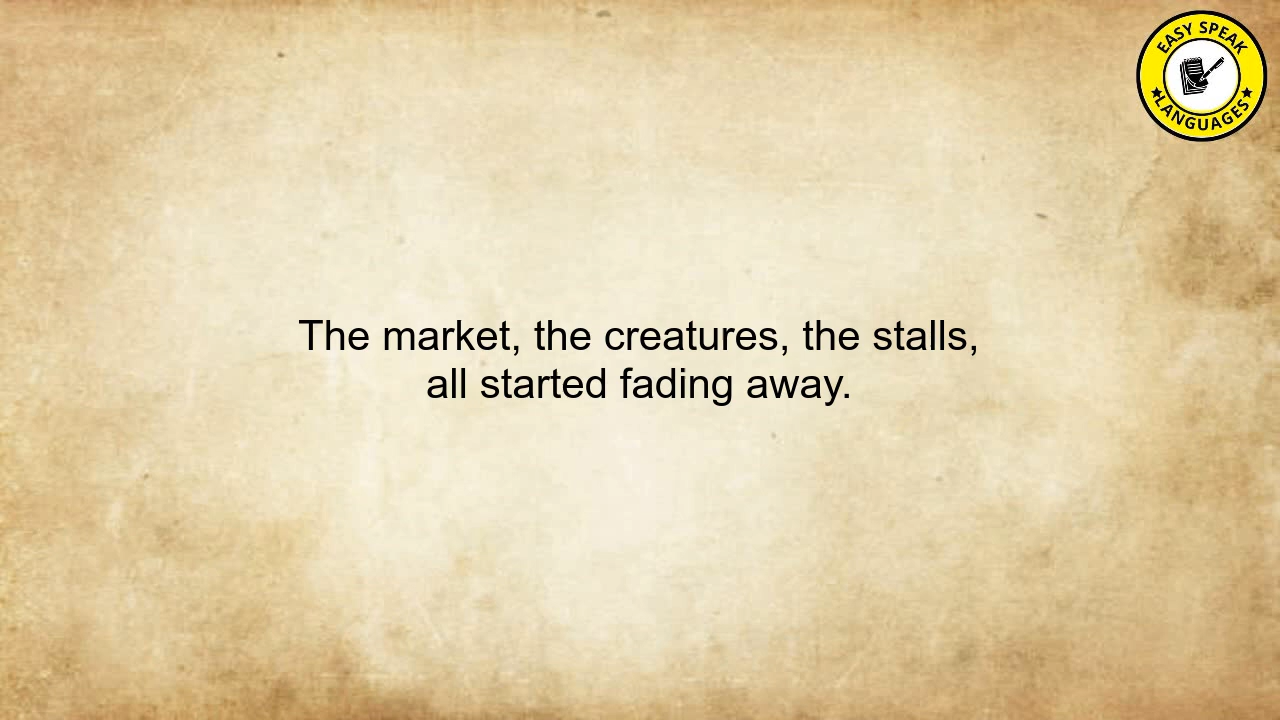 EASY SPEAK
LANGUAGES
The market, the creatures, the stalls,
all started fading away.